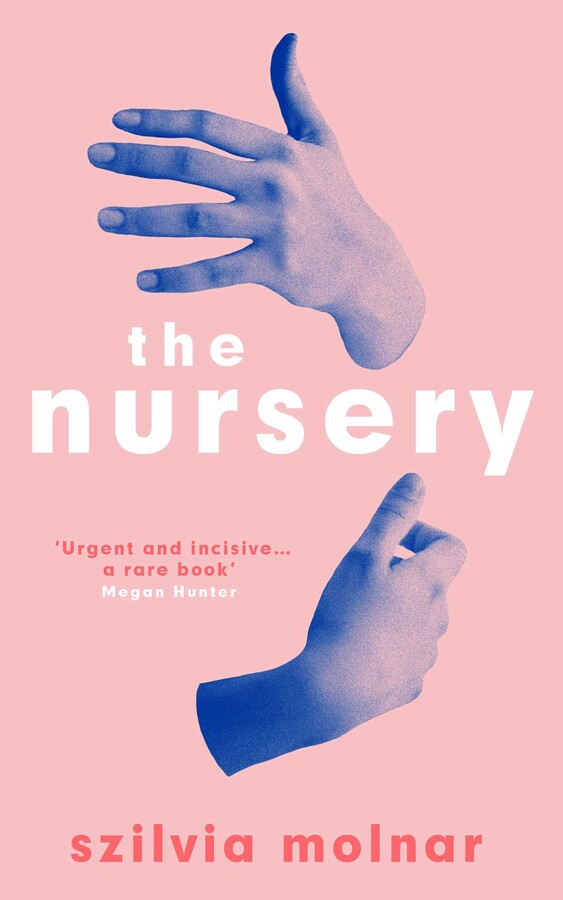 the
nursery
'Urgent and incisive...
a rare book'
Megan Hunter
szilvia molnar